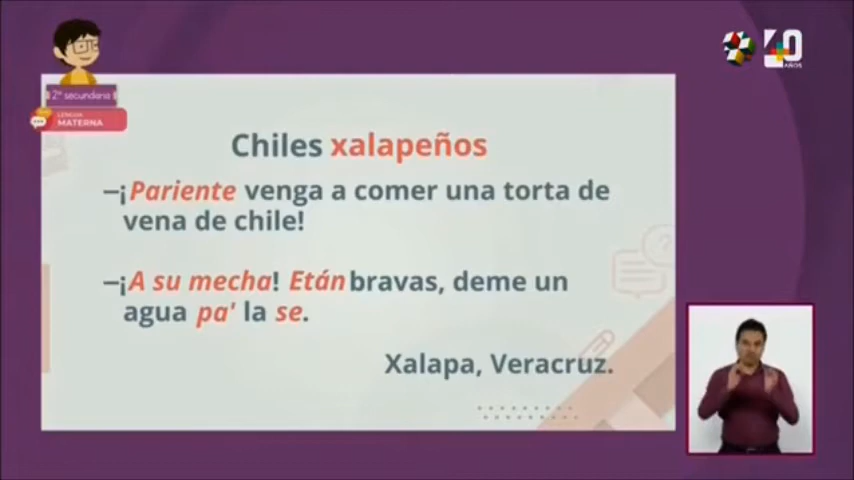 40
AÑOS
2° secundaria
LENGUA
MATERNA
Chiles xalapeños
—¡Pariente venga a comer una torta de
vena de chile!
—¡A su mecha! Etán bravas, deme un
agua pa' la se.
Xalapa, Veracruz.